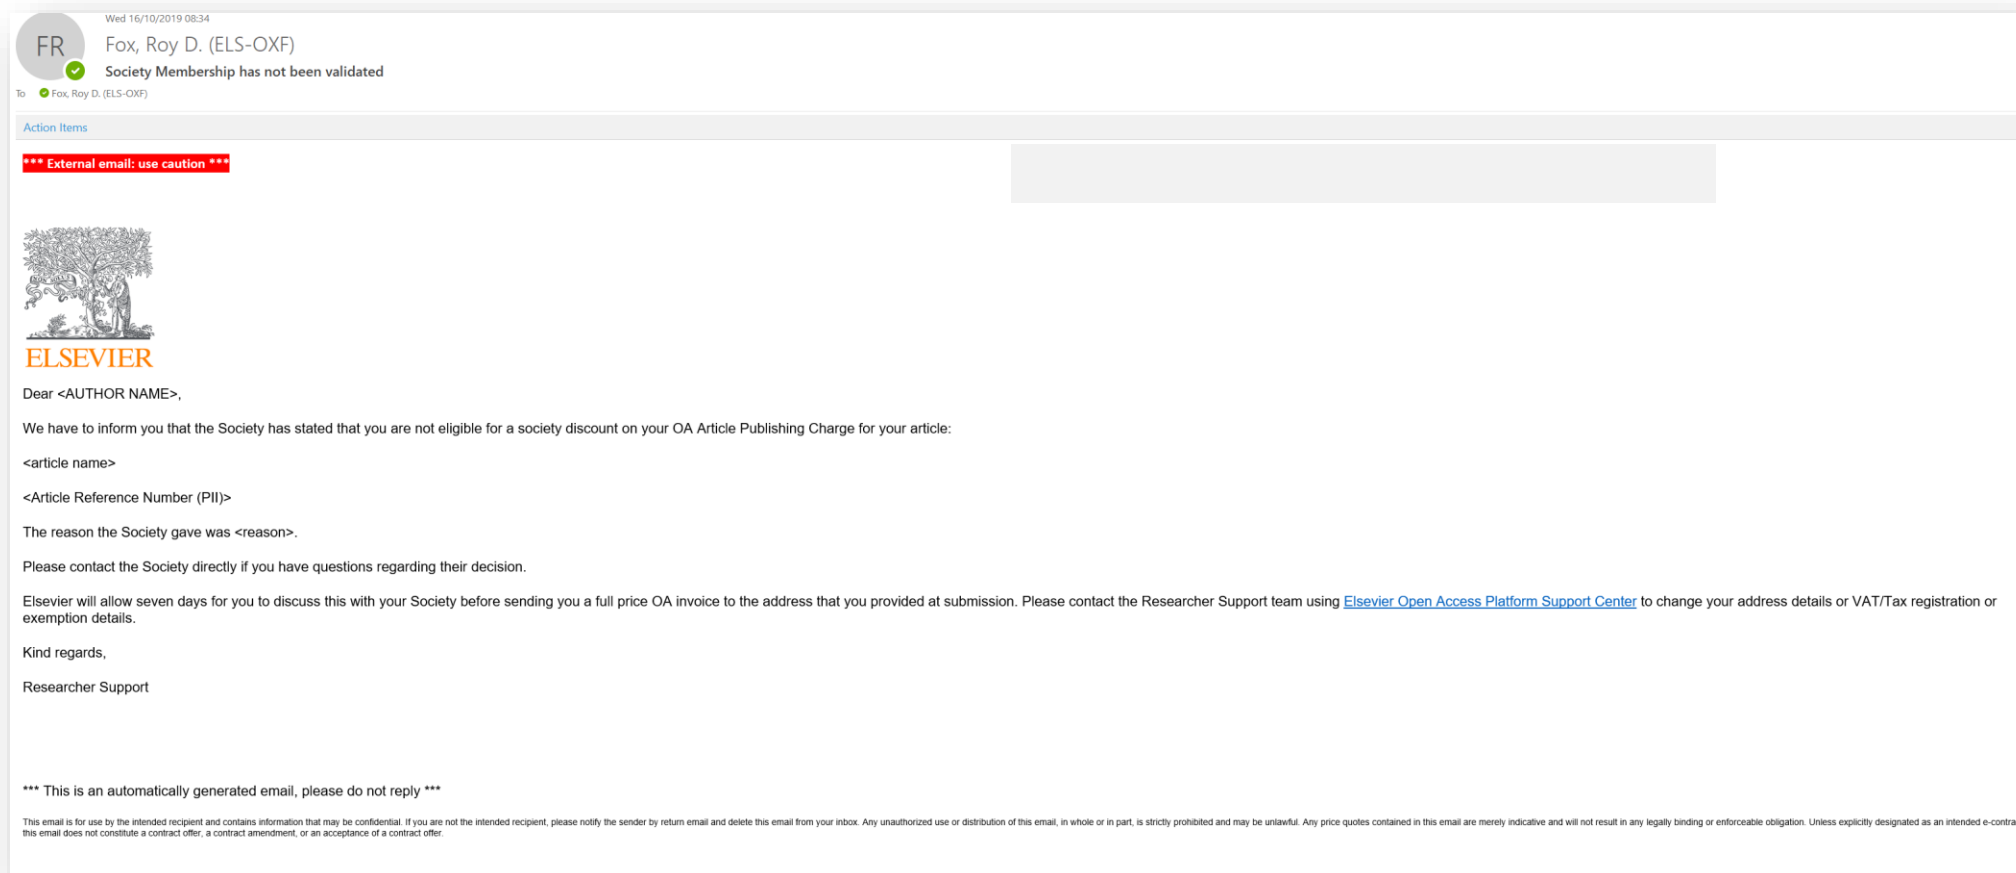 Wed 16/10/2019 08:34
FR
Fox, Roy D. (ELS-OXF)
Society Membership has not been validated
To Fox, Roy D. (ELS-OXF)
Action Items
*** External email: use caution ***
ELSEVIER
Dear <AUTHOR NAME>,
We have to inform you that the Society has stated that you are not eligible for a society discount on your OA Article Publishing Charge for your article:
<article name>
<Article Reference Number (PII)>
The reason the Society gave was <reason>.
Please contact the Society directly if you have questions regarding their decision.
Elsevier will allow seven days for you to discuss this with your Society before sending you a full price OA invoice to the address that you provided at submission. Please contact the Researcher Support team using Elsevier Open Access Platform Support Center to change your address details or VAT/Tax registration or
exemption details.
Kind regards,
Researcher Support
*** This is an automatically generated email, please do not reply ***
This email is for use by the intended recipient and contains information that may be confidential. If you are not the intended recipient, please notify the sender by return email and delete this email from your inbox. Any unauthorized use or distribution of this email, in whole or in part, is strictly prohibited and may be unlawful. Any price quotes contained in this email are merely indicative and will not result in any legally binding or enforceable obligation. Unless explicitly designated as an intended e-contra
this email does not constitute a contract offer, a contract amendment, or an acceptance of a contract offer.